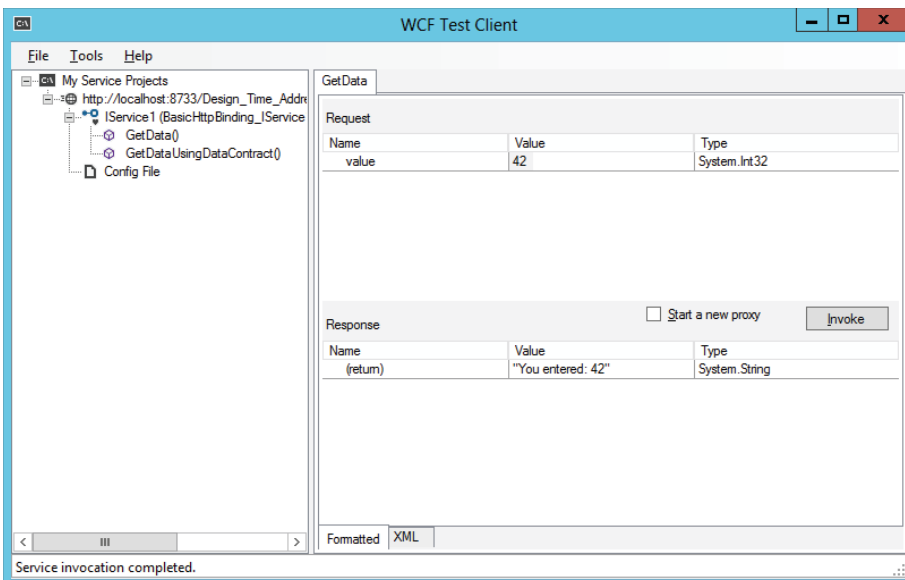 C:\
WCF Test Client
File Tools Help
My Service Projects
http://localhost:8733/Design_Time_Addre
IService1 (BasicHttpBinding_IService
GetData()
GetDataUsingDataContract()
Config File
GetData
Request
Name Value Type
value 42 System.Int32
Response
Start a new proxy
Invoke
Name Value Type
(return) "You entered: 42" System.String
Formatted XML
Service invocation completed.